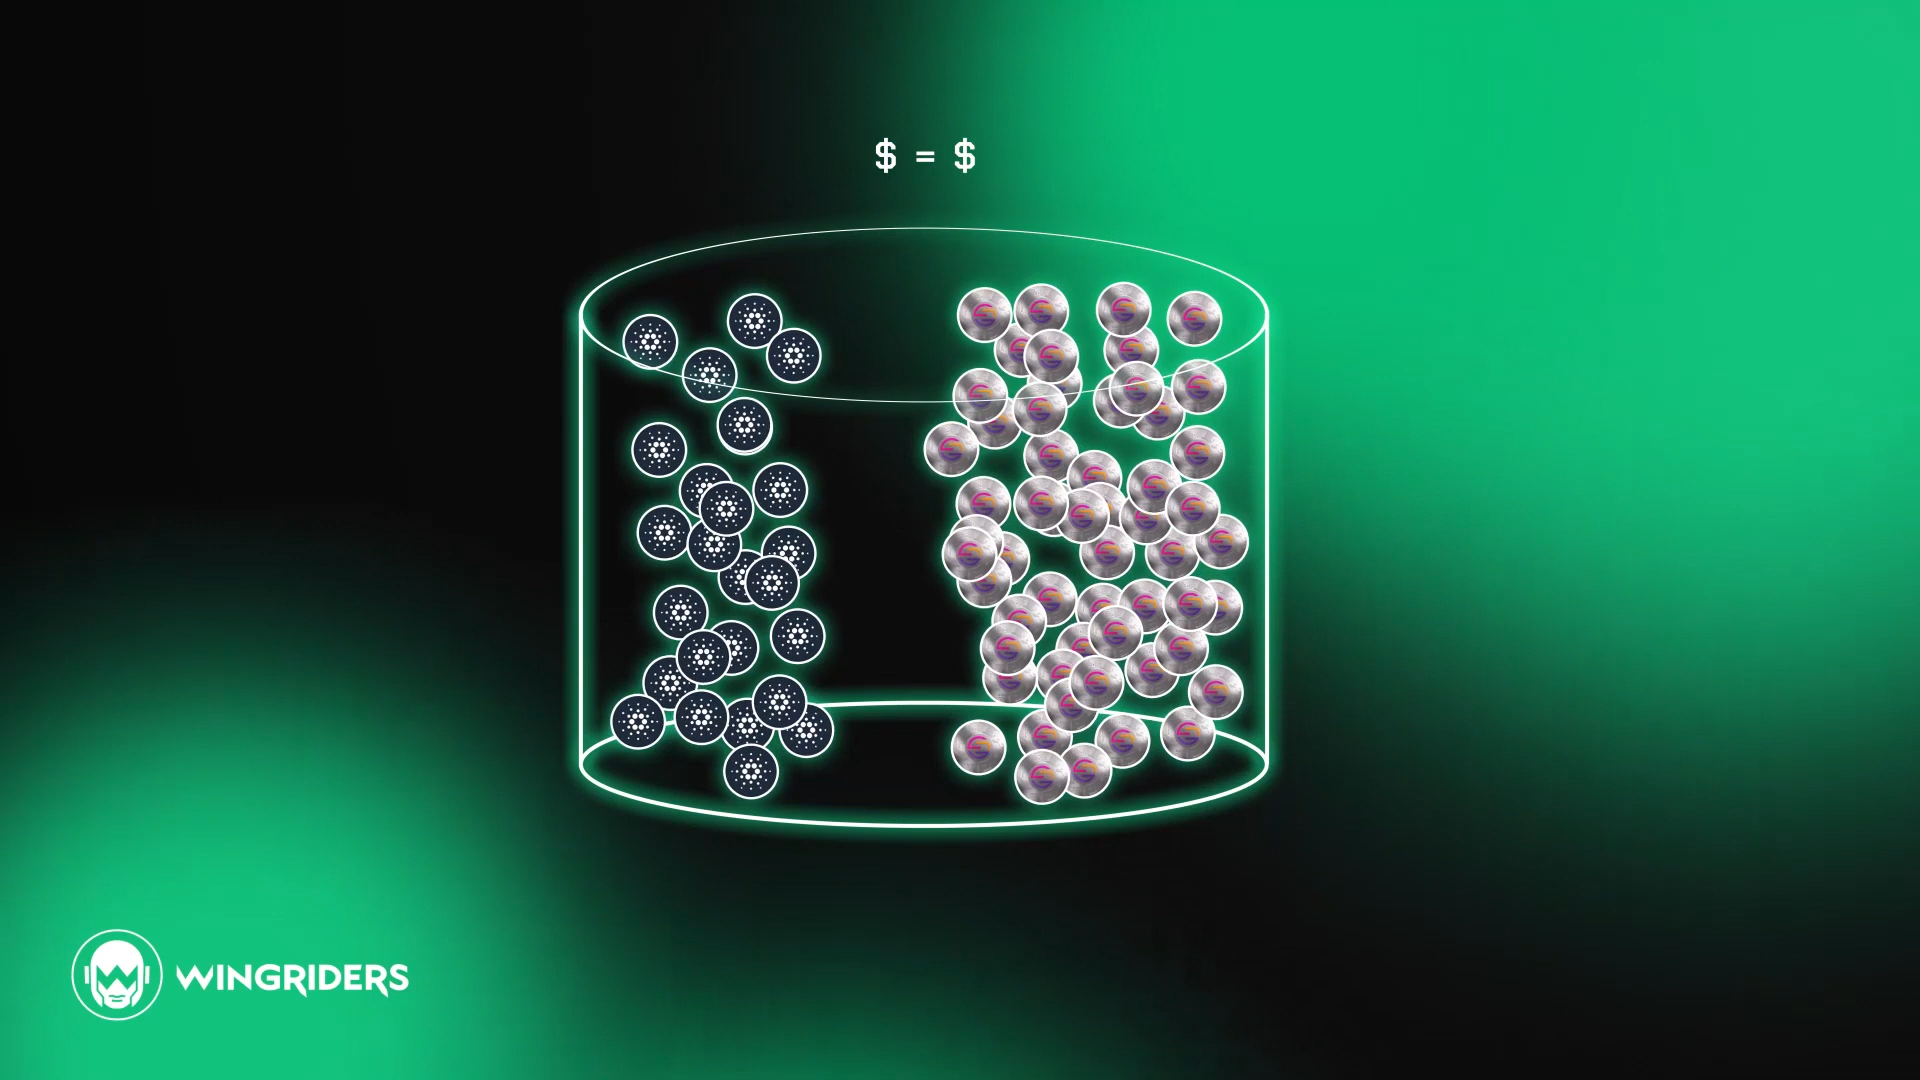 $ = $
WINGRIDERS